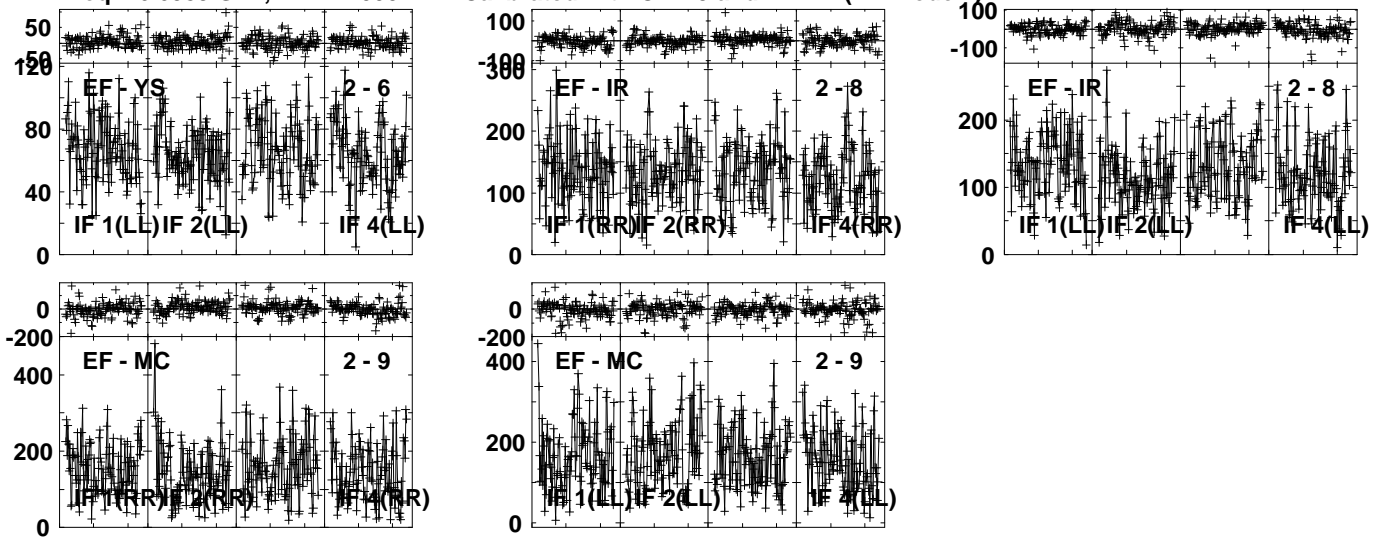 50
-50
120
EF - YS 2 - 6
80
40
IF 1(LL) IF 2(LL) IF 4(LL)
0
100
-100
300
EF - IR 2 - 8
200
100
IF 1(RR) IF 2(RR) IF 4(RR)
0
100
-100
EF - IR 2 - 8
200
100
IF 1(LL) IF 2(LL) IF 4(LL)
0
0
-200
EF - MC 2 - 9
400
200
IF 1(RR) IF 2(RR) IF 4(RR)
0
0
-200
EF - MC 2 - 9
400
200
IF 1(LL) IF 2(LL) IF 4(LL)
0